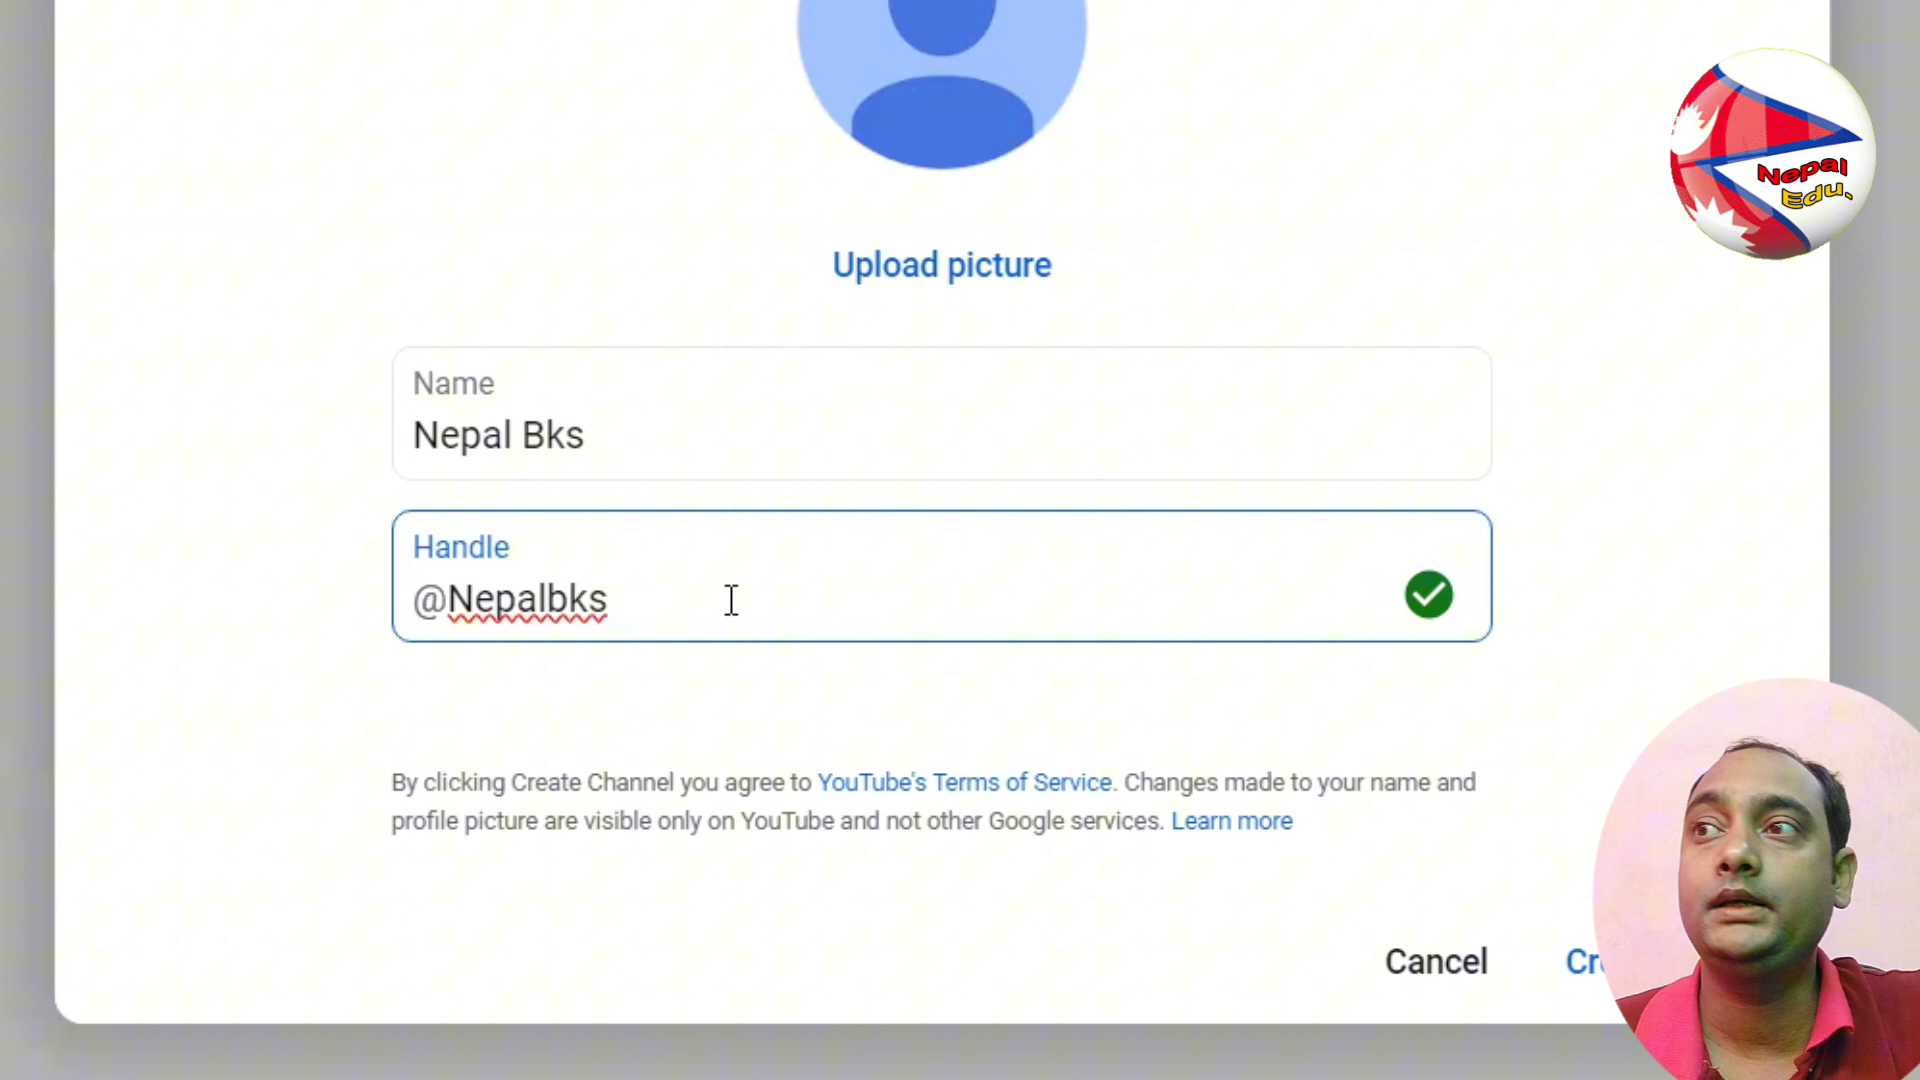 Nepal
Edu.
Upload picture
Name
Nepal Bks
Handle
@Nepalbks
By clicking Create Channel you agree to YouTube's Terms of Service. Changes made to your name and
profile picture are visible only on YouTube and not other Google services. Learn more
Cancel